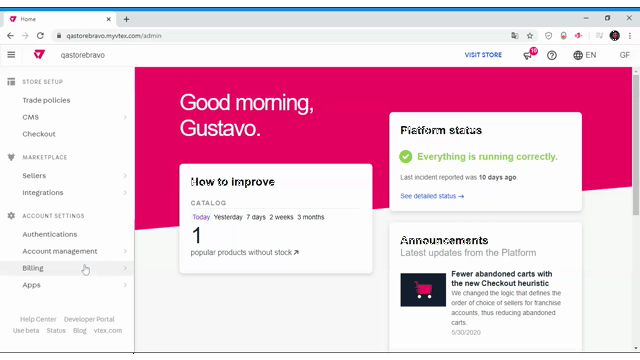 Home
qastorebravo.myvtex.com/admin
qastorebravo
VISIT STORE
19
EN
GF
STORE SETUP
Trade policies
CMS
Checkout
MARKETPLACE
Sellers
Integrations
ACCOUNT SETTINGS
Authentications
Account management
Billing
Apps
Help Center Developer Portal
Use beta Status Blog vtex.com
Good morning,
Gustavo.
How to improve
CATALOG
Today Yesterday 7 days 2 weeks 3 months
1
popular products without stock
Platform status
Everything is running correctly.
Last incident reported was 10 days ago.
See detailed status →
Announcements
Latest updates from the Platform
Fewer abandoned carts with
the new Checkout heuristic
We changed the logic that defines the
order of choice of sellers for franchise
accounts, thus reducing abandoned
carts.
5/30/2020